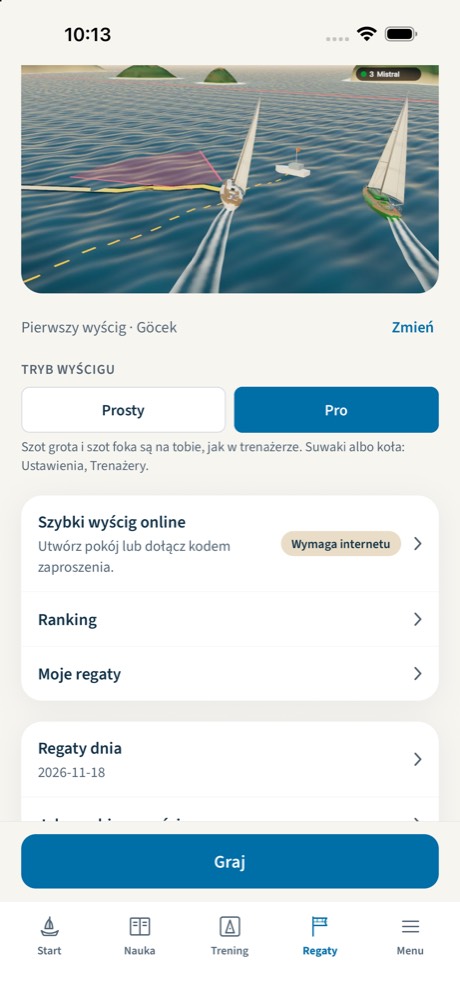 10:13
3 Mistral
Pierwszy wyścig · Göcek
Zmień
TRYB WYŚCIGU
Prosty
Pro
Szot grota i szot foka są na tobie, jak w trenażerze. Suwaki albo koła:
Ustawienia, Trenażery.
Szybki wyścig online
Utwórz pokój lub dołącz kodem
zaproszenia.
Wymaga internetu
Ranking
Moje regaty
Regaty dnia
2026-11-18
Graj
Start
Nauka
Trening
Regaty
Menu